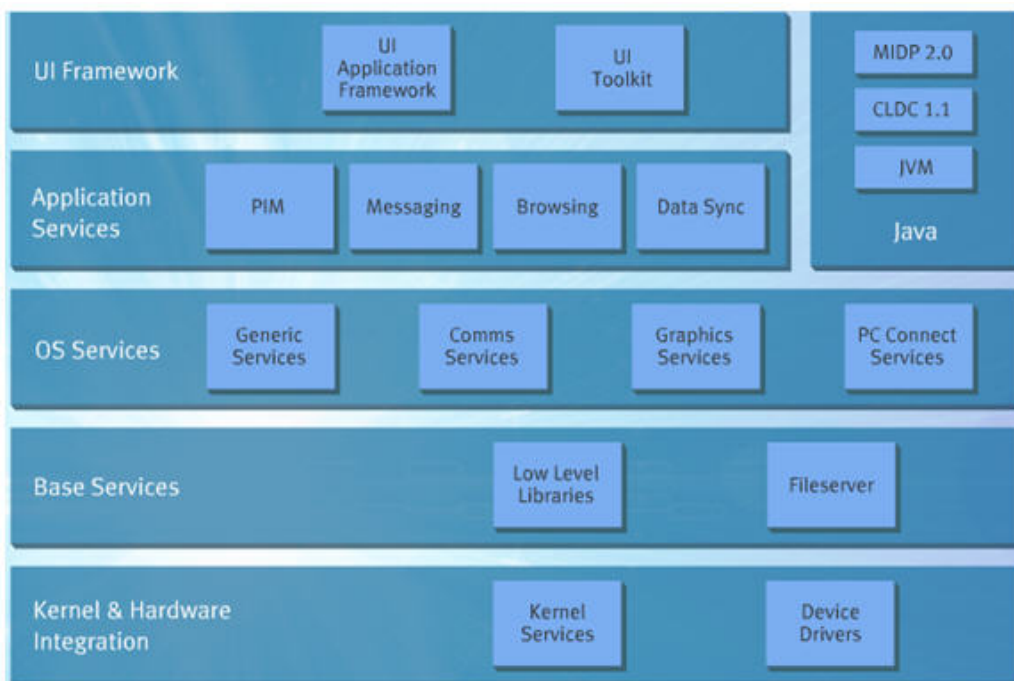 UI Framework
UI
Application
Framework
UI
Toolkit
MIDP 2.0
CLDC 1.1
JVM
Java
Application
Services
PIM
Messaging
Browsing
Data Sync
OS Services
Generic
Services
Comms
Services
Graphics
Services
PC Connect
Services
Base Services
Low Level
Libraries
Fileserver
Kernel & Hardware
Integration
Kernel
Services
Device
Drivers